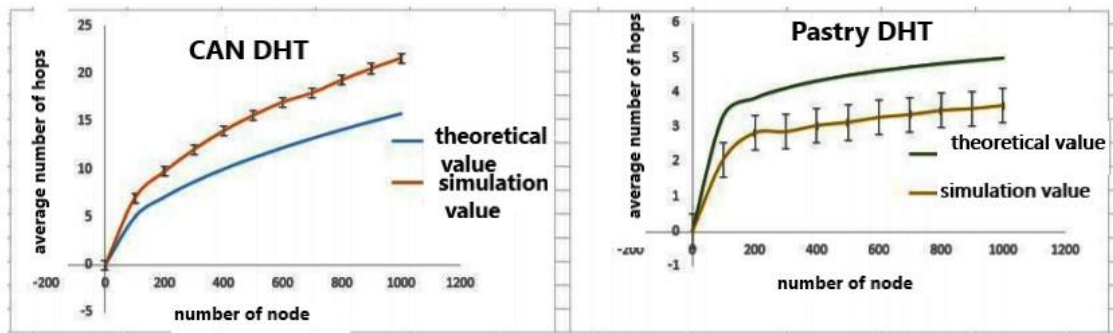 CAN DHT
average number of hops
25
20
15
10
5
0
-5
-200
0
200
400
600
800
1000
1200
number of node
theoretical
value
simulation
value
Pastry DHT
average number of hops
6
5
4
3
2
1
0
-1
-200
0
200
400
600
800
1000
1200
number of node
theoretical value
simulation value